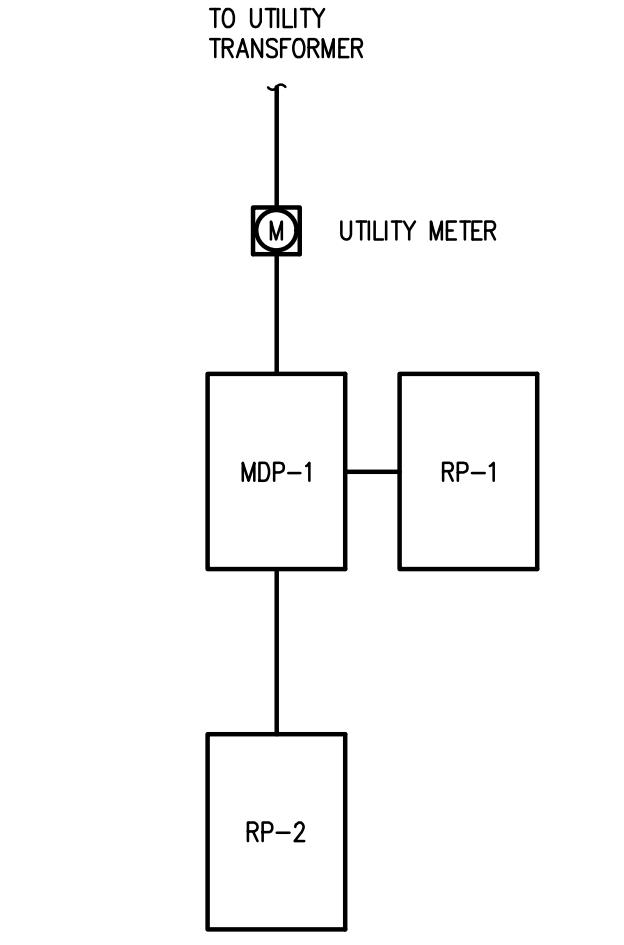 TO UTILITY
TRANSFORMER
M
UTILITY METER
MDP-1
RP-1
RP-2